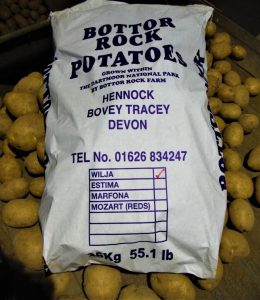 BOTTOR
ROCK
POTATOES
GROWN WITHIN
THE DARTMOOR NATIONAL PARK
BY BOTTOR ROCK FARM
HENNOCK
BOVEY TRACEY
DEVON
TEL No. 01626 834247
WILJA ✓
ESTIMA
MARFONA
MOZART (REDS)
55.1 lb